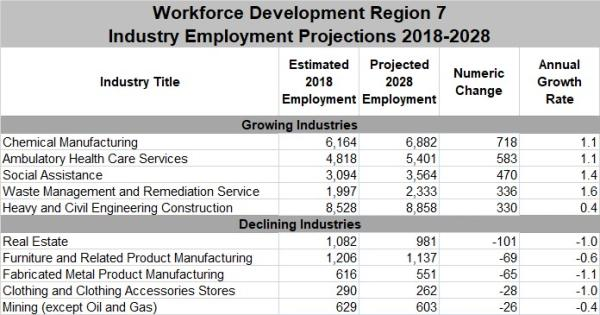 Workforce Development Region 7
Industry Employment Projections 2018-2028
Industry Title Estimated 2018 Employment Projected 2028 Employment Numeric Change Annual Growth Rate
Growing Industries
Chemical Manufacturing 6,164 6,882 718 1.1
Ambulatory Health Care Services 4,818 5,401 583 1.1
Social Assistance 3,094 3,564 470 1.4
Waste Management and Remediation Service 1,997 2,333 336 1.6
Heavy and Civil Engineering Construction 8,528 8,858 330 0.4
Declining Industries
Real Estate 1,082 981 -101 -1.0
Furniture and Related Product Manufacturing 1,206 1,137 -69 -0.6
Fabricated Metal Product Manufacturing 616 551 -65 -1.1
Clothing and Clothing Accessories Stores 290 262 -28 -1.0
Mining (except Oil and Gas) 629 603 -26 -0.4